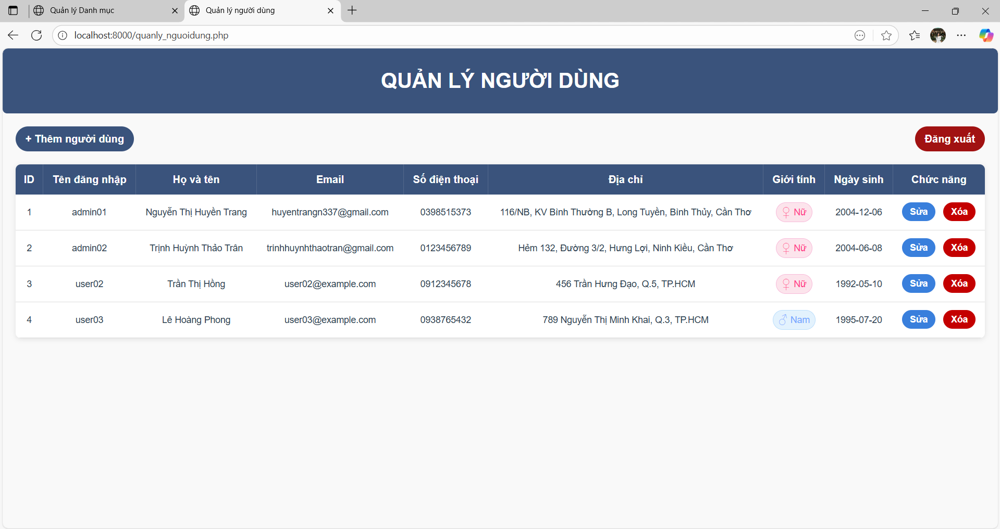 Quản lý Danh mục
Quản lý người dùng
localhost:8000/quanly_nguoidung.php
QUẢN LÝ NGƯỜI DÙNG
+ Thêm người dùng
Đăng xuất
ID Tên đăng nhập Họ và tên Email Số điện thoại Địa chỉ Giới tính Ngày sinh Chức năng
1 admin01 Nguyễn Thị Huyền Trang huyentrangn337@gmail.com 0398515373 116/NB, KV Bình Thường B, Long Tuyền, Bình Thủy, Cần Thơ ♀ Nữ 2004-12-06 Sửa Xóa
2 admin02 Trịnh Huỳnh Thảo Trân trinhhuynhthaotran@gmail.com 0123456789 Hẻm 132, Đường 3/2, Hưng Lợi, Ninh Kiều, Cần Thơ ♀ Nữ 2004-06-08 Sửa Xóa
3 user02 Trần Thị Hồng user02@example.com 0912345678 456 Trần Hưng Đạo, Q.5, TP.HCM ♀ Nữ 1992-05-10 Sửa Xóa
4 user03 Lê Hoàng Phong user03@example.com 0938765432 789 Nguyễn Thị Minh Khai, Q.3, TP.HCM ♂ Nam 1995-07-20 Sửa Xóa